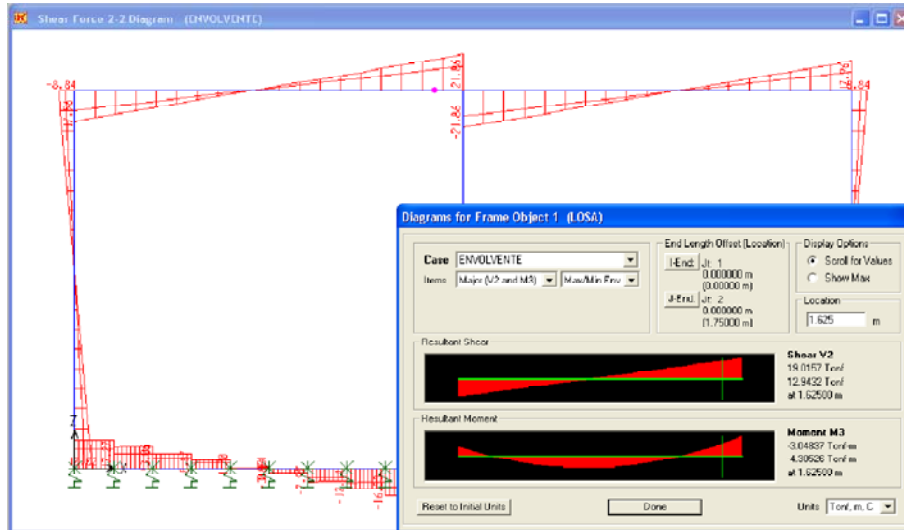 Shear Force 2-2 Diagram (ENVOLVENTE)
-21.86
21.86
Diagrams for Frame Object 1 (LOSA)
Case ENVOLVENTE
Items Major (V2 and M3) Max/Min Env
End Length Offset (Location)
I-End: Jt: 1
0.000000 m
(0.00000 m)
J-End: Jt: 2
0.000000 m
(1.75000 m)
Display Options
Scroll for Values
Show Max
Location
1.625 m
Resultant Shear
Shear V2
19.0157 Tonf
12.9432 Tonf
at 1.62500 m
Resultant Moment
Moment M3
-3.04837 Tonf-m
-4.30526 Tonf-m
at 1.62500 m
Reset to Initial Units
Done
Units Tonf, m, C